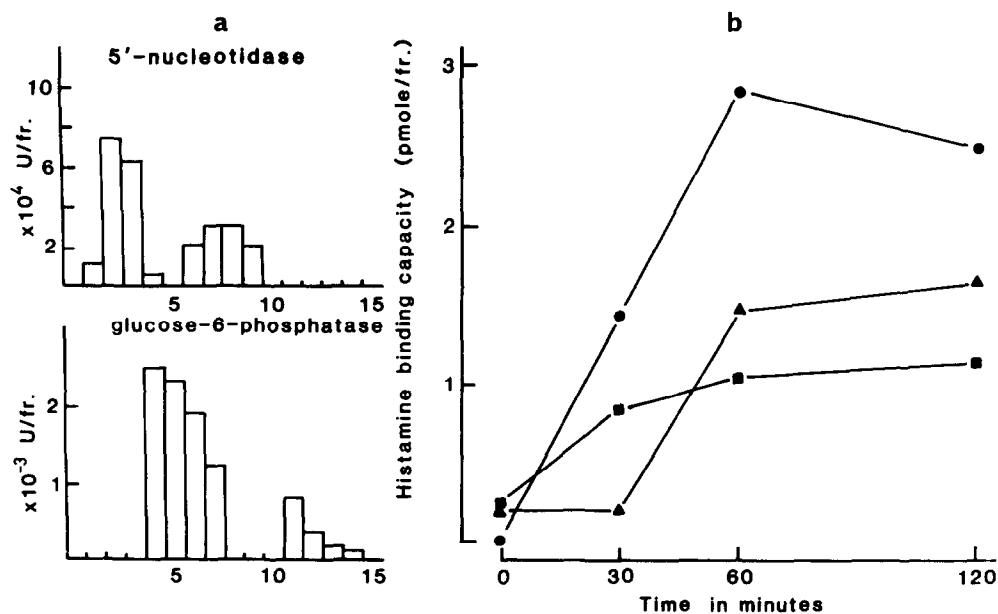 a
5′-nucleotidase
x10⁴ U/fr.
10
6
2
5 10 15
glucose-6-phosphatase
x10⁻³ U/fr.
2
1
5 10 15
b
Histamine binding capacity (pmole/fr.)
3
2
1
0 30 60 120
Time in minutes